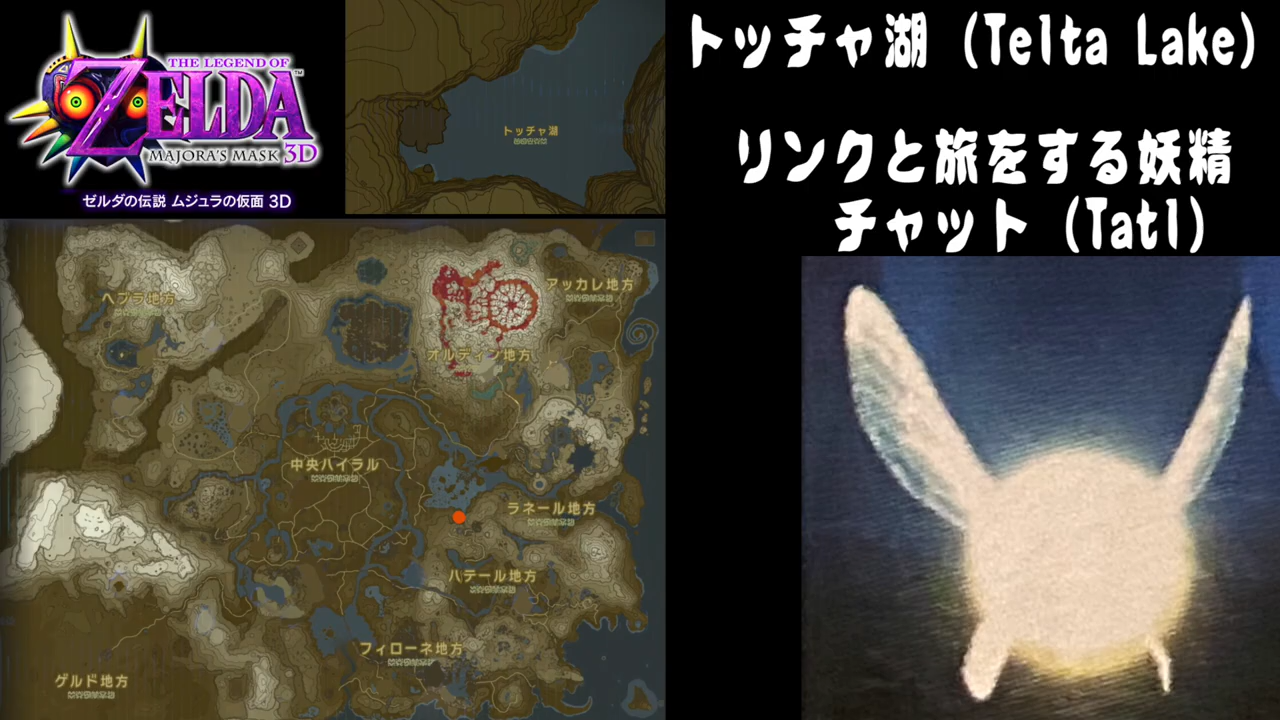 THE LEGEND OF
ZELDA™
MAJORA'S MASK 3D
ゼルダの伝説 ムジュラの仮面 3D
トッチャ湖
トッチャ湖 (Telta Lake)
リンクと旅をする妖精
チャット (Tatl)
ヘブラ地方
アッカレ地方
オルディン地方
中央ハイラル
ラネール地方
ハテール地方
フィローネ地方
ゲルド地方